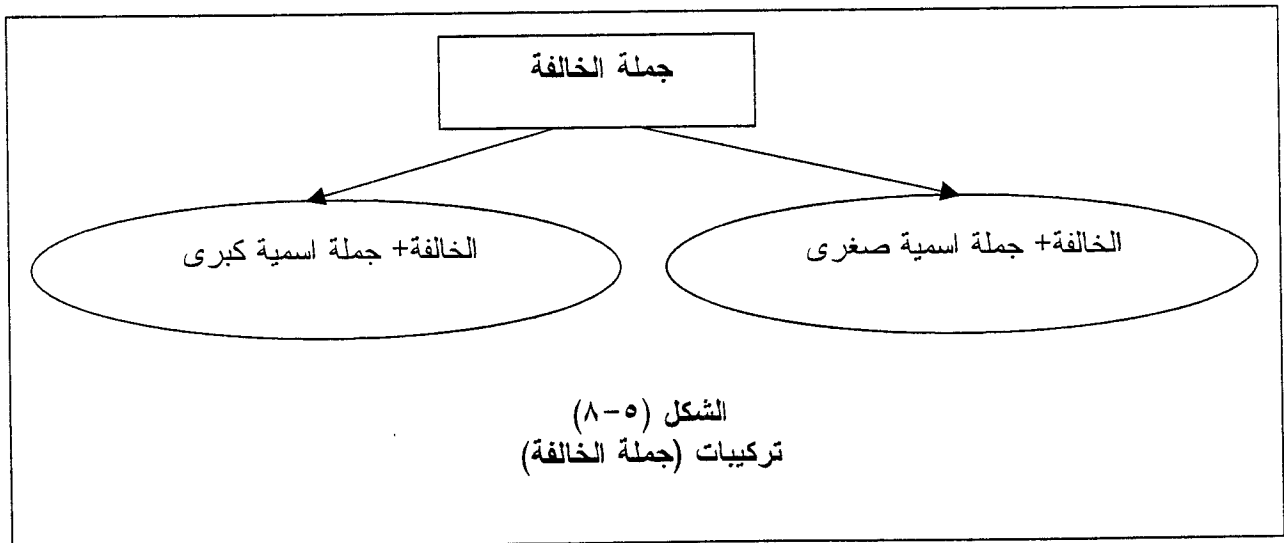 جملة الخالفة
الخالفة+ جملة اسمية صغرى
الخالفة+ جملة اسمية كبرى
الشكل (٥-٨)
تركيبات (جملة الخالفة)